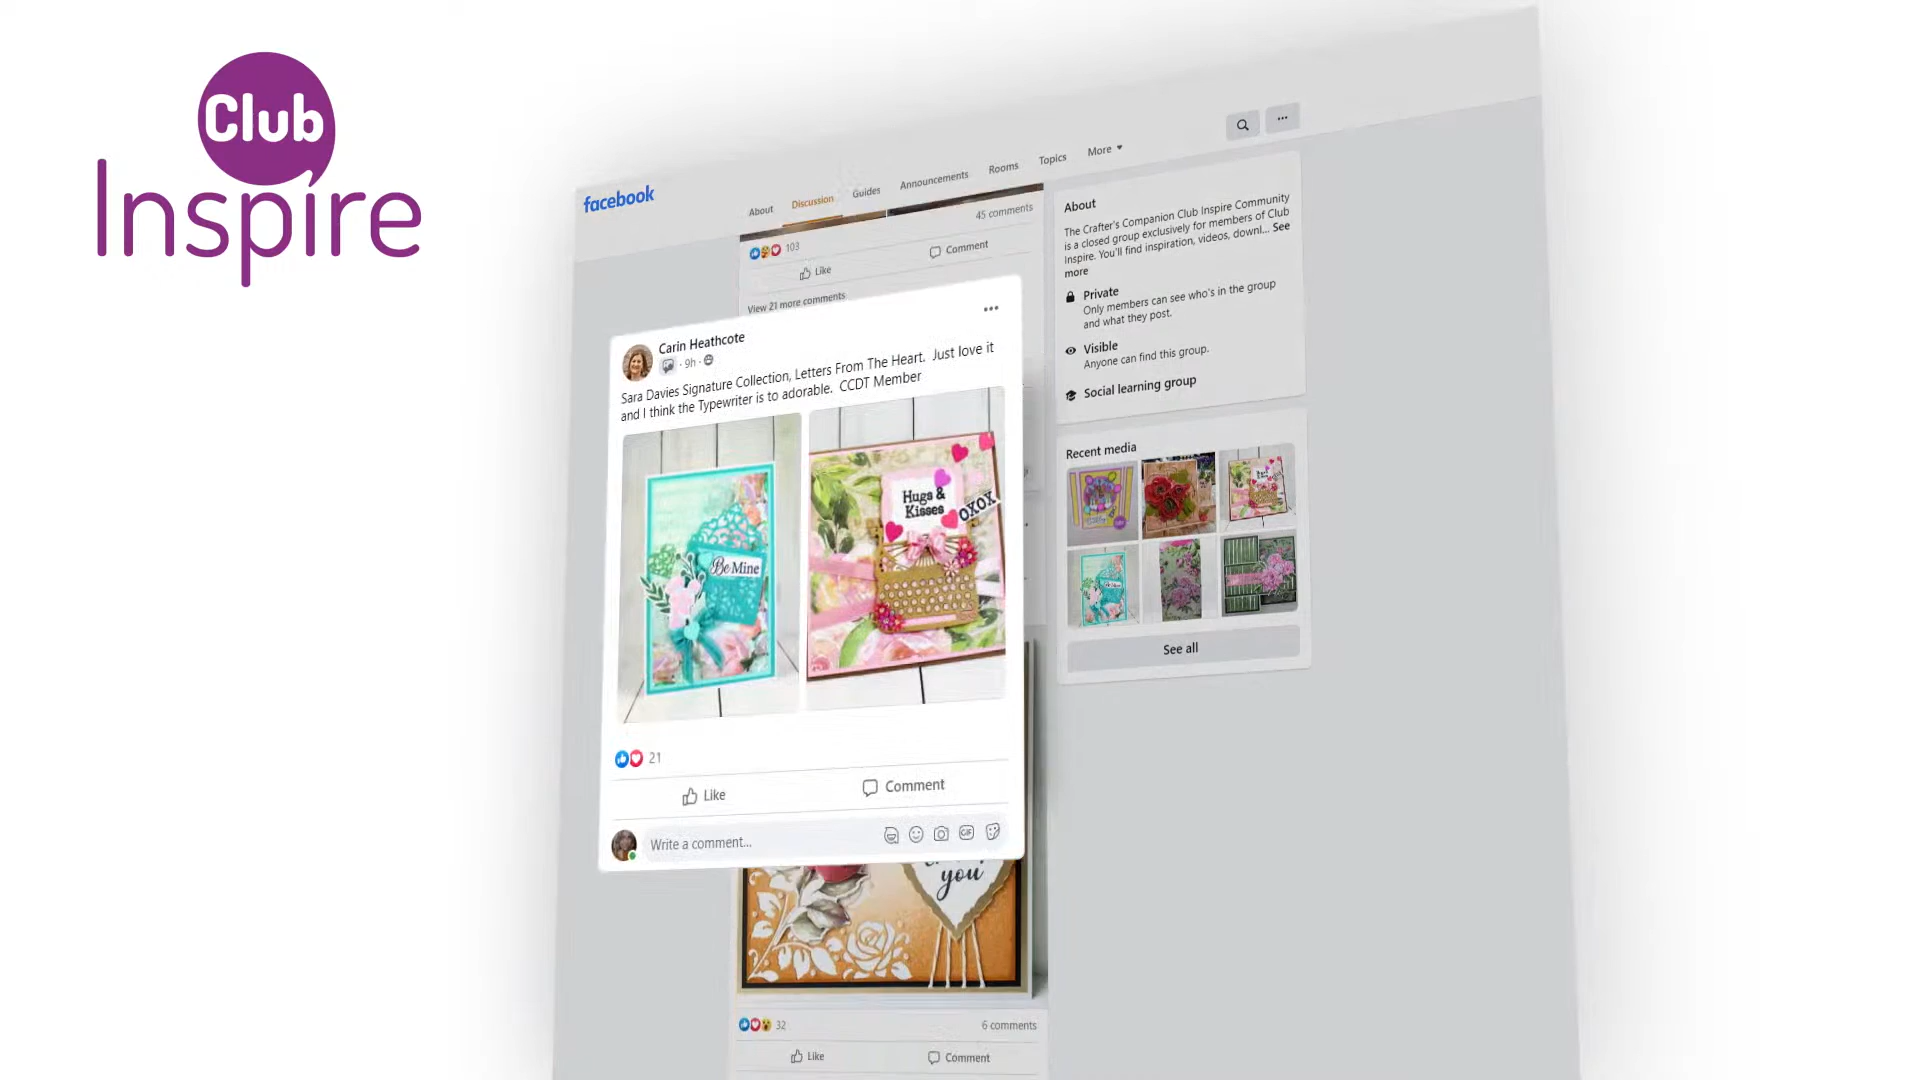 Club
Inspire
facebook
About
Discussion
Guides
Announcements
Rooms
Topics
More
103
45 comments
Like
Comment
View 21 more comments
Carin Heathcote
9h
Sara Davies Signature Collection, Letters From The Heart. Just love it
and I think the Typewriter is to adorable. CCDT Member
Be Mine
Hugs &
Kisses
OXOX
21
Like
Comment
Write a comment...
GIF
you
32
6 comments
Like
Comment
About
The Crafter's Companion Club Inspire Community
is a closed group exclusively for members of Club
Inspire. You'll find inspiration, videos, downl... See
more
Private
Only members can see who's in the group
and what they post.
Visible
Anyone can find this group.
Social learning group
Recent media
See all